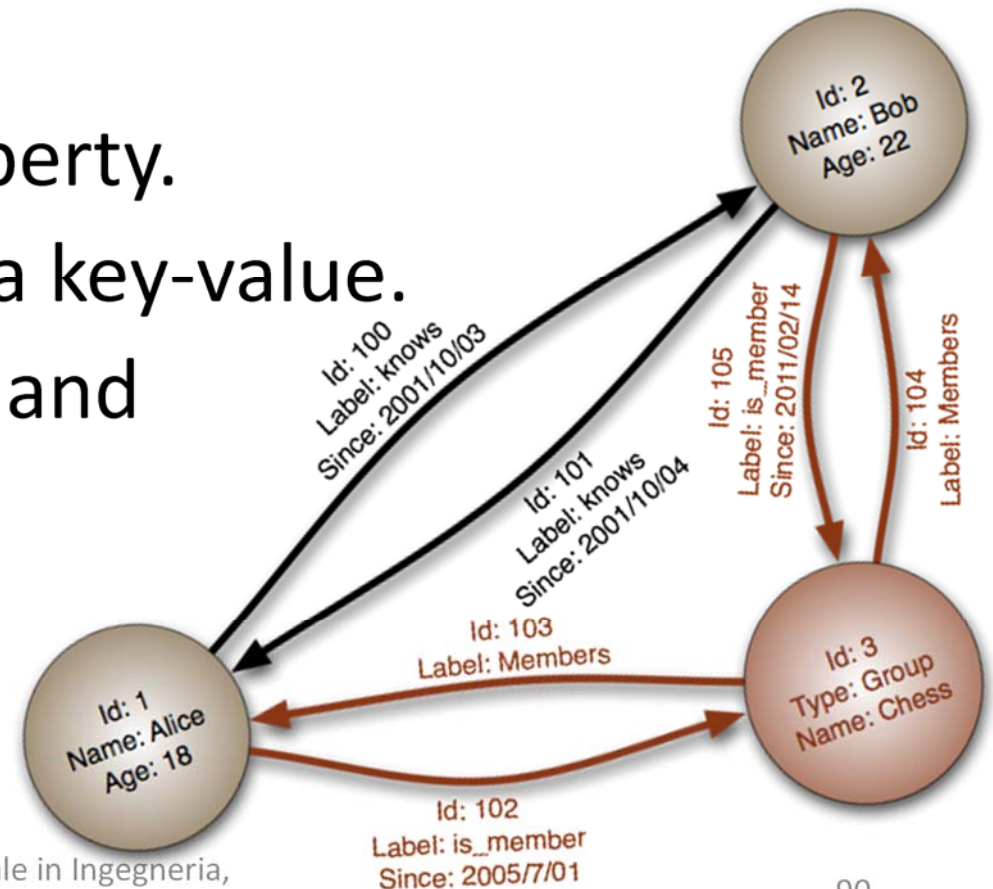 perty.
a key-value.
and
Id: 2
Name: Bob
Age: 22
Id: 100
Label: knows
Since: 2001/10/03
Id: 101
Label: knows
Since: 2001/10/04
Id: 105
Label: is_member
Since: 2011/02/14
Id: 104
Label: Members
Id: 103
Label: Members
Id: 3
Type: Group
Name: Chess
Id: 1
Name: Alice
Age: 18
Id: 102
Label: is_member
Since: 2005/7/01
le in Ingegneria,
90